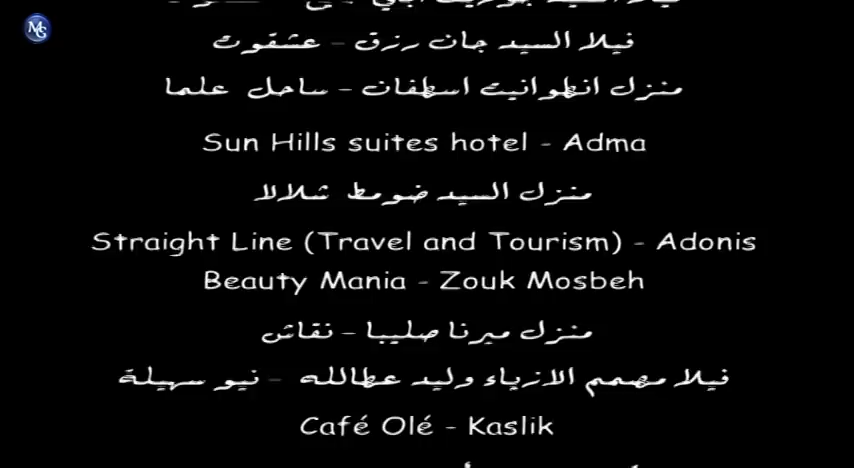 MG
فيلا السيد جان رزق - عشقوت
منزل انطوانيت اسطفان - ساحل علما
Sun Hills suites hotel - Adma
منزل السيد ضومط شلالا
Straight Line (Travel and Tourism) - Adonis
Beauty Mania - Zouk Mosbeh
منزل ميرنا صليبا - نقاش
فيلا مصمم الازياء وليد عطالله - نيو سهيلة
Café Olé - Kaslik